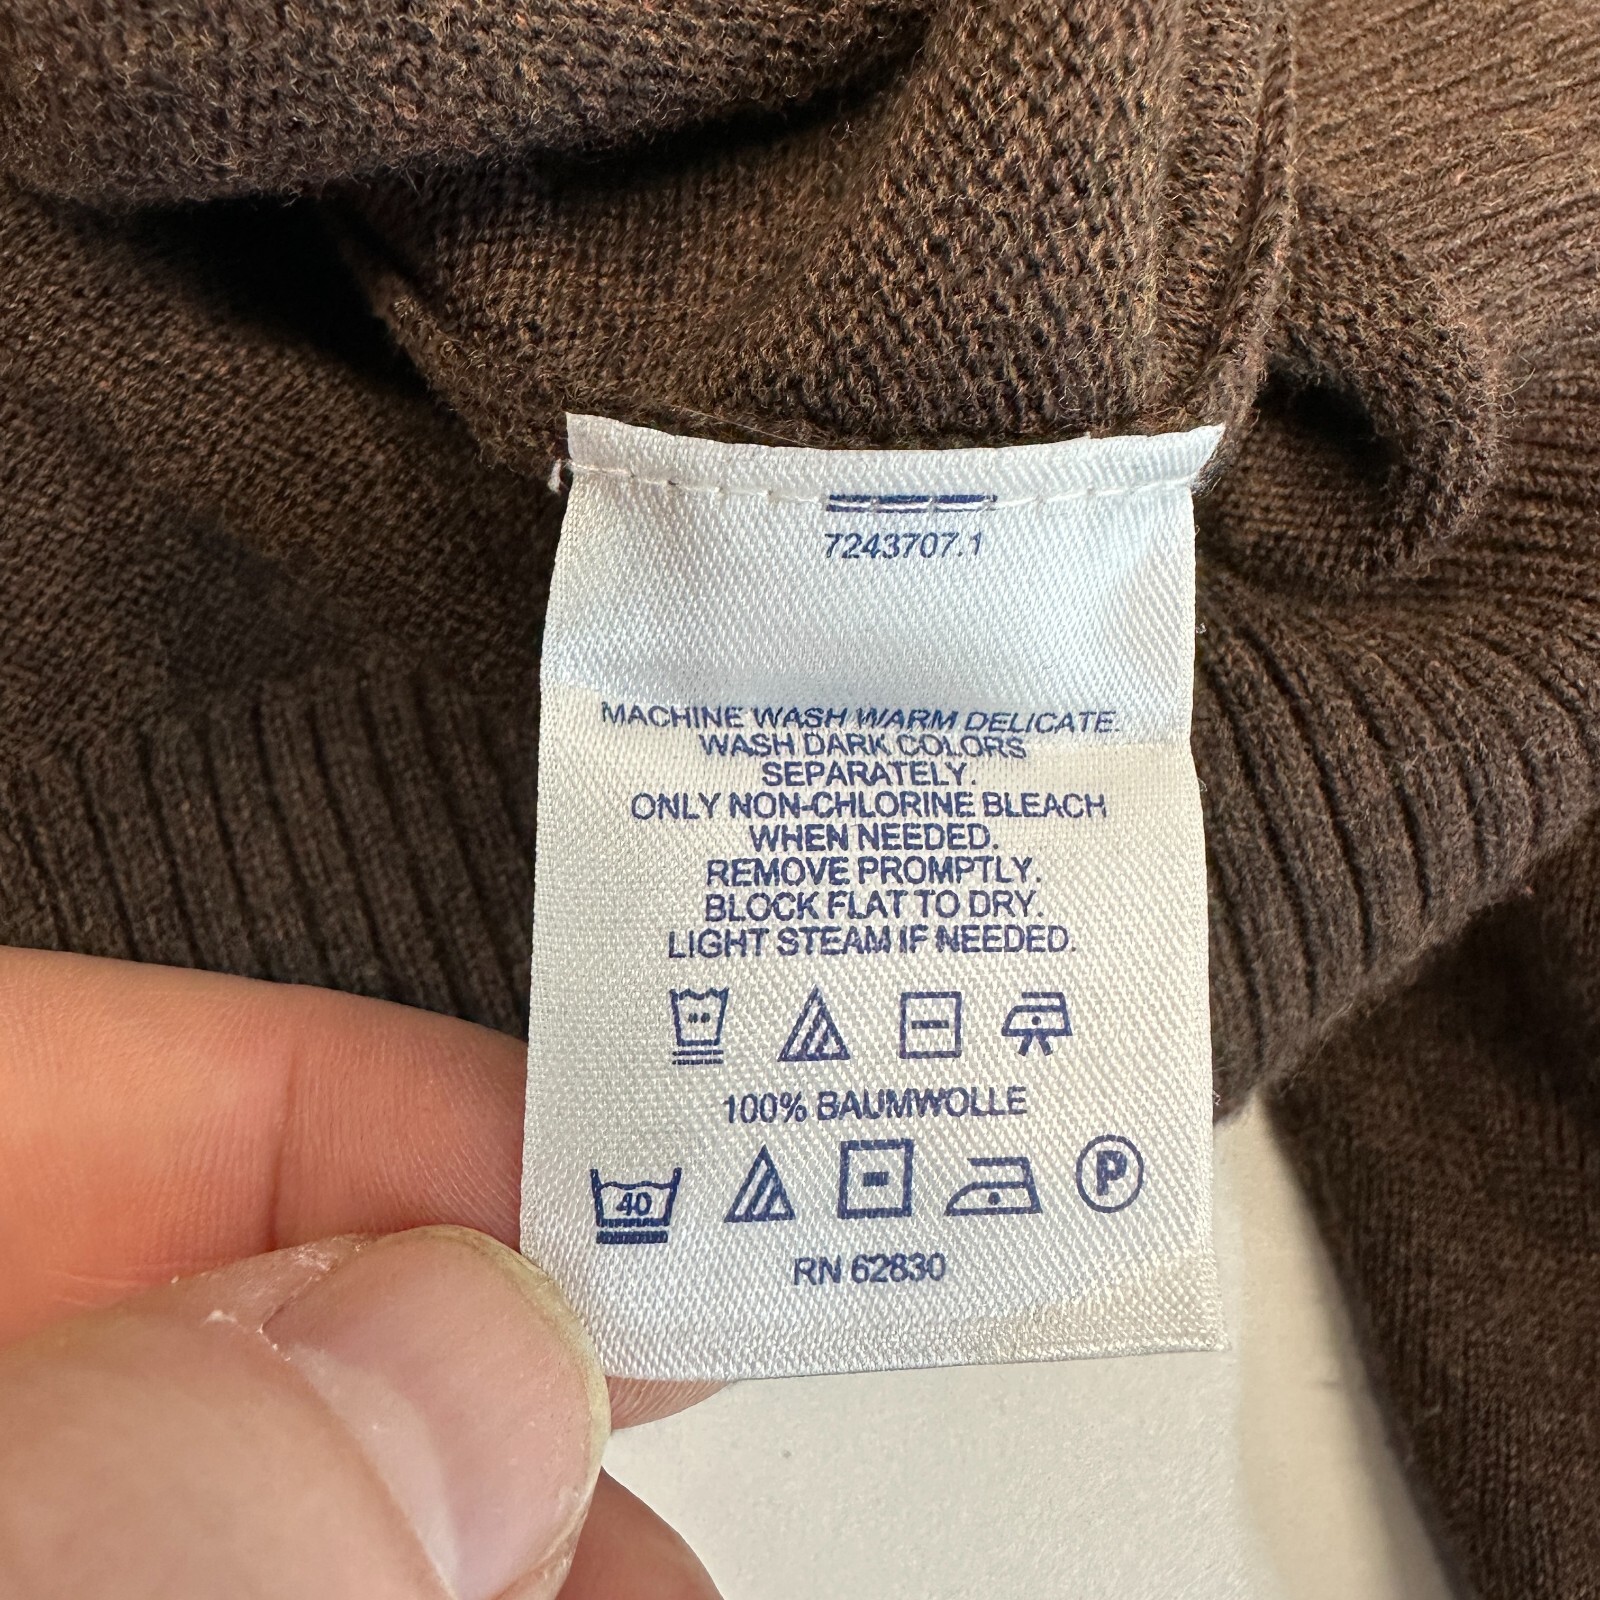 7243707.1
MACHINE WASH WARM DELICATE.
WASH DARK COLORS
SEPARATELY.
ONLY NON-CHLORINE BLEACH
WHEN NEEDED.
REMOVE PROMPTLY.
BLOCK FLAT TO DRY.
LIGHT STEAM IF NEEDED.
100% BAUMWOLLE
40 P
RN 62830